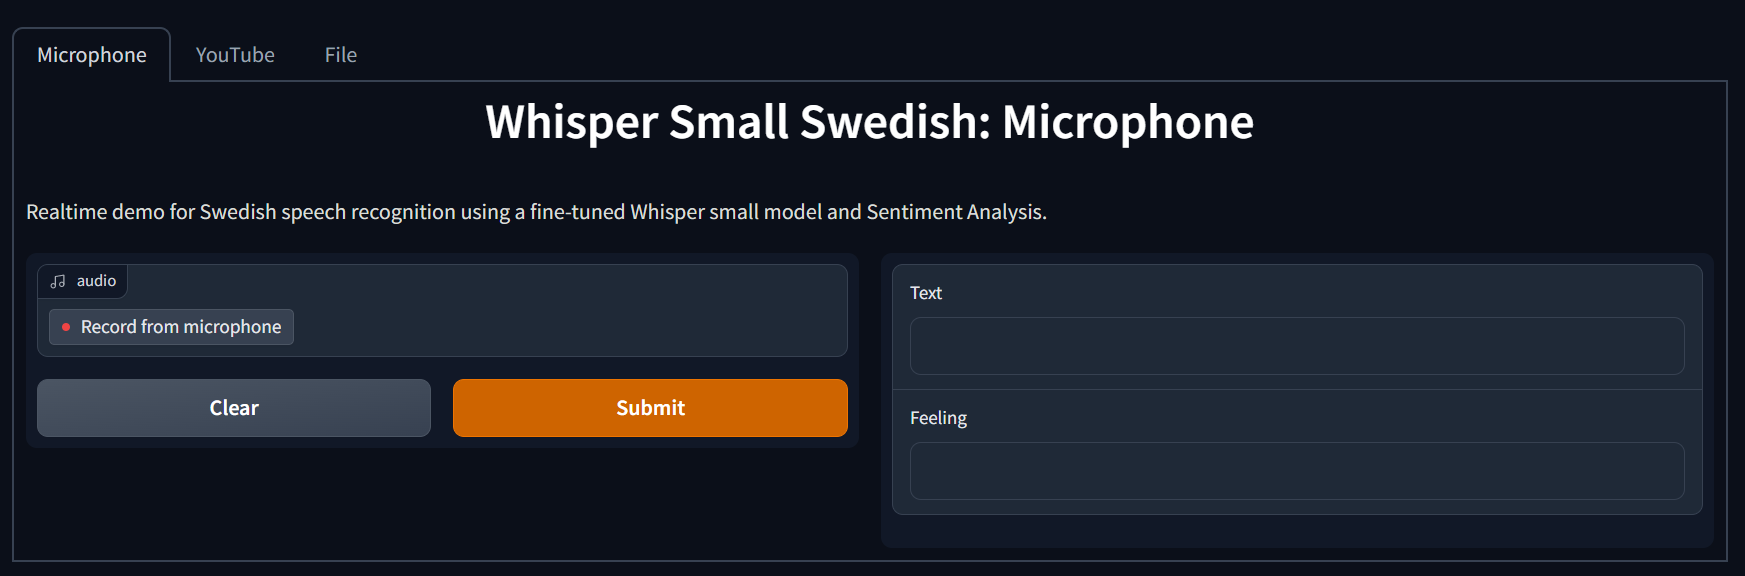 Microphone
YouTube
File
Whisper Small Swedish: Microphone
Realtime demo for Swedish speech recognition using a fine-tuned Whisper small model and Sentiment Analysis.
audio
Record from microphone
Clear
Submit
Text
Feeling